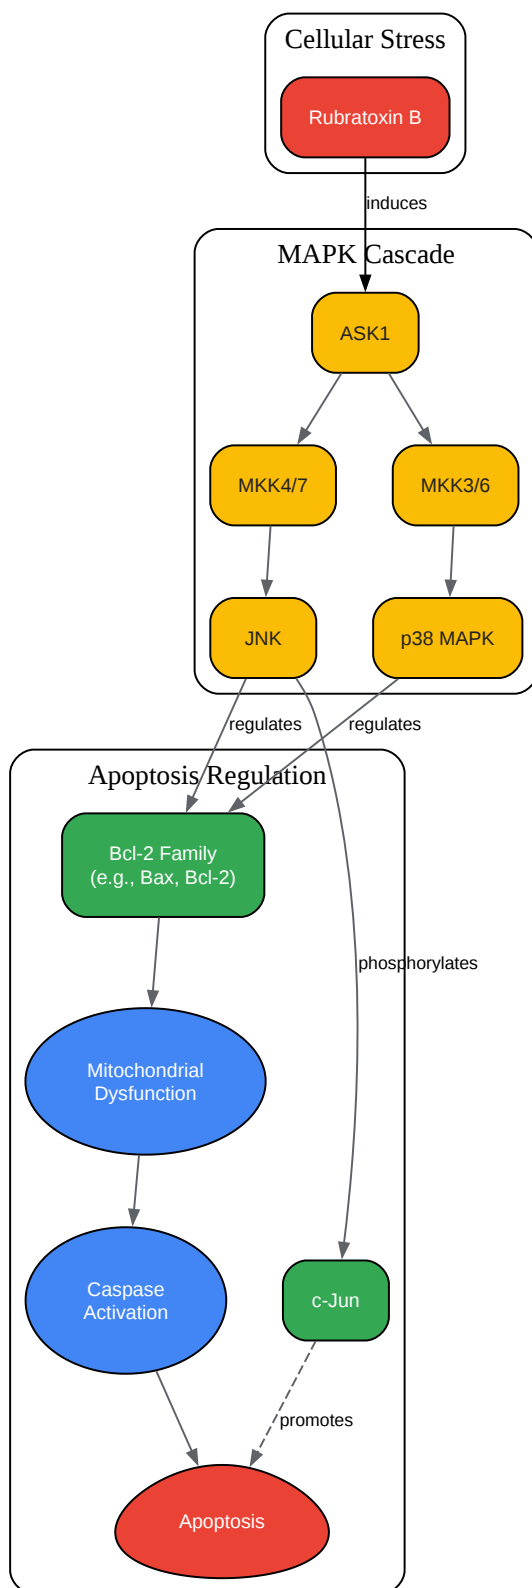 Cellular Stress
Rubratoxin B
induces
MAPK Cascade
ASK1
MKK4/7
MKK3/6
JNK
p38 MAPK
regulates
regulates
Apoptosis Regulation
Bcl-2 Family
(e.g., Bax, Bcl-2)
phosphorylates
Mitochondrial
Dysfunction
Caspase
Activation
c-Jun
promotes
Apoptosis